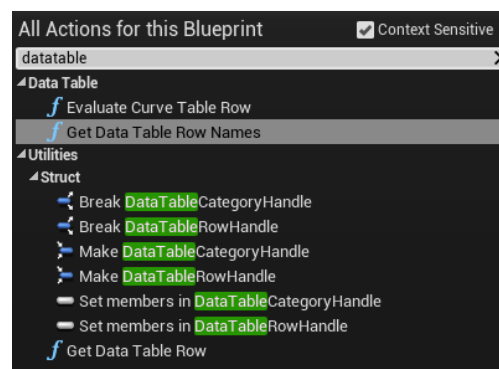 All Actions for this Blueprint Context Sensitive
datatable
Data Table
Evaluate Curve Table Row
Get Data Table Row Names
Utilities
Struct
Break DataTableCategoryHandle
Break DataTableRowHandle
Make DataTableCategoryHandle
Make DataTableRowHandle
Set members in DataTableCategoryHandle
Set members in DataTableRowHandle
Get Data Table Row